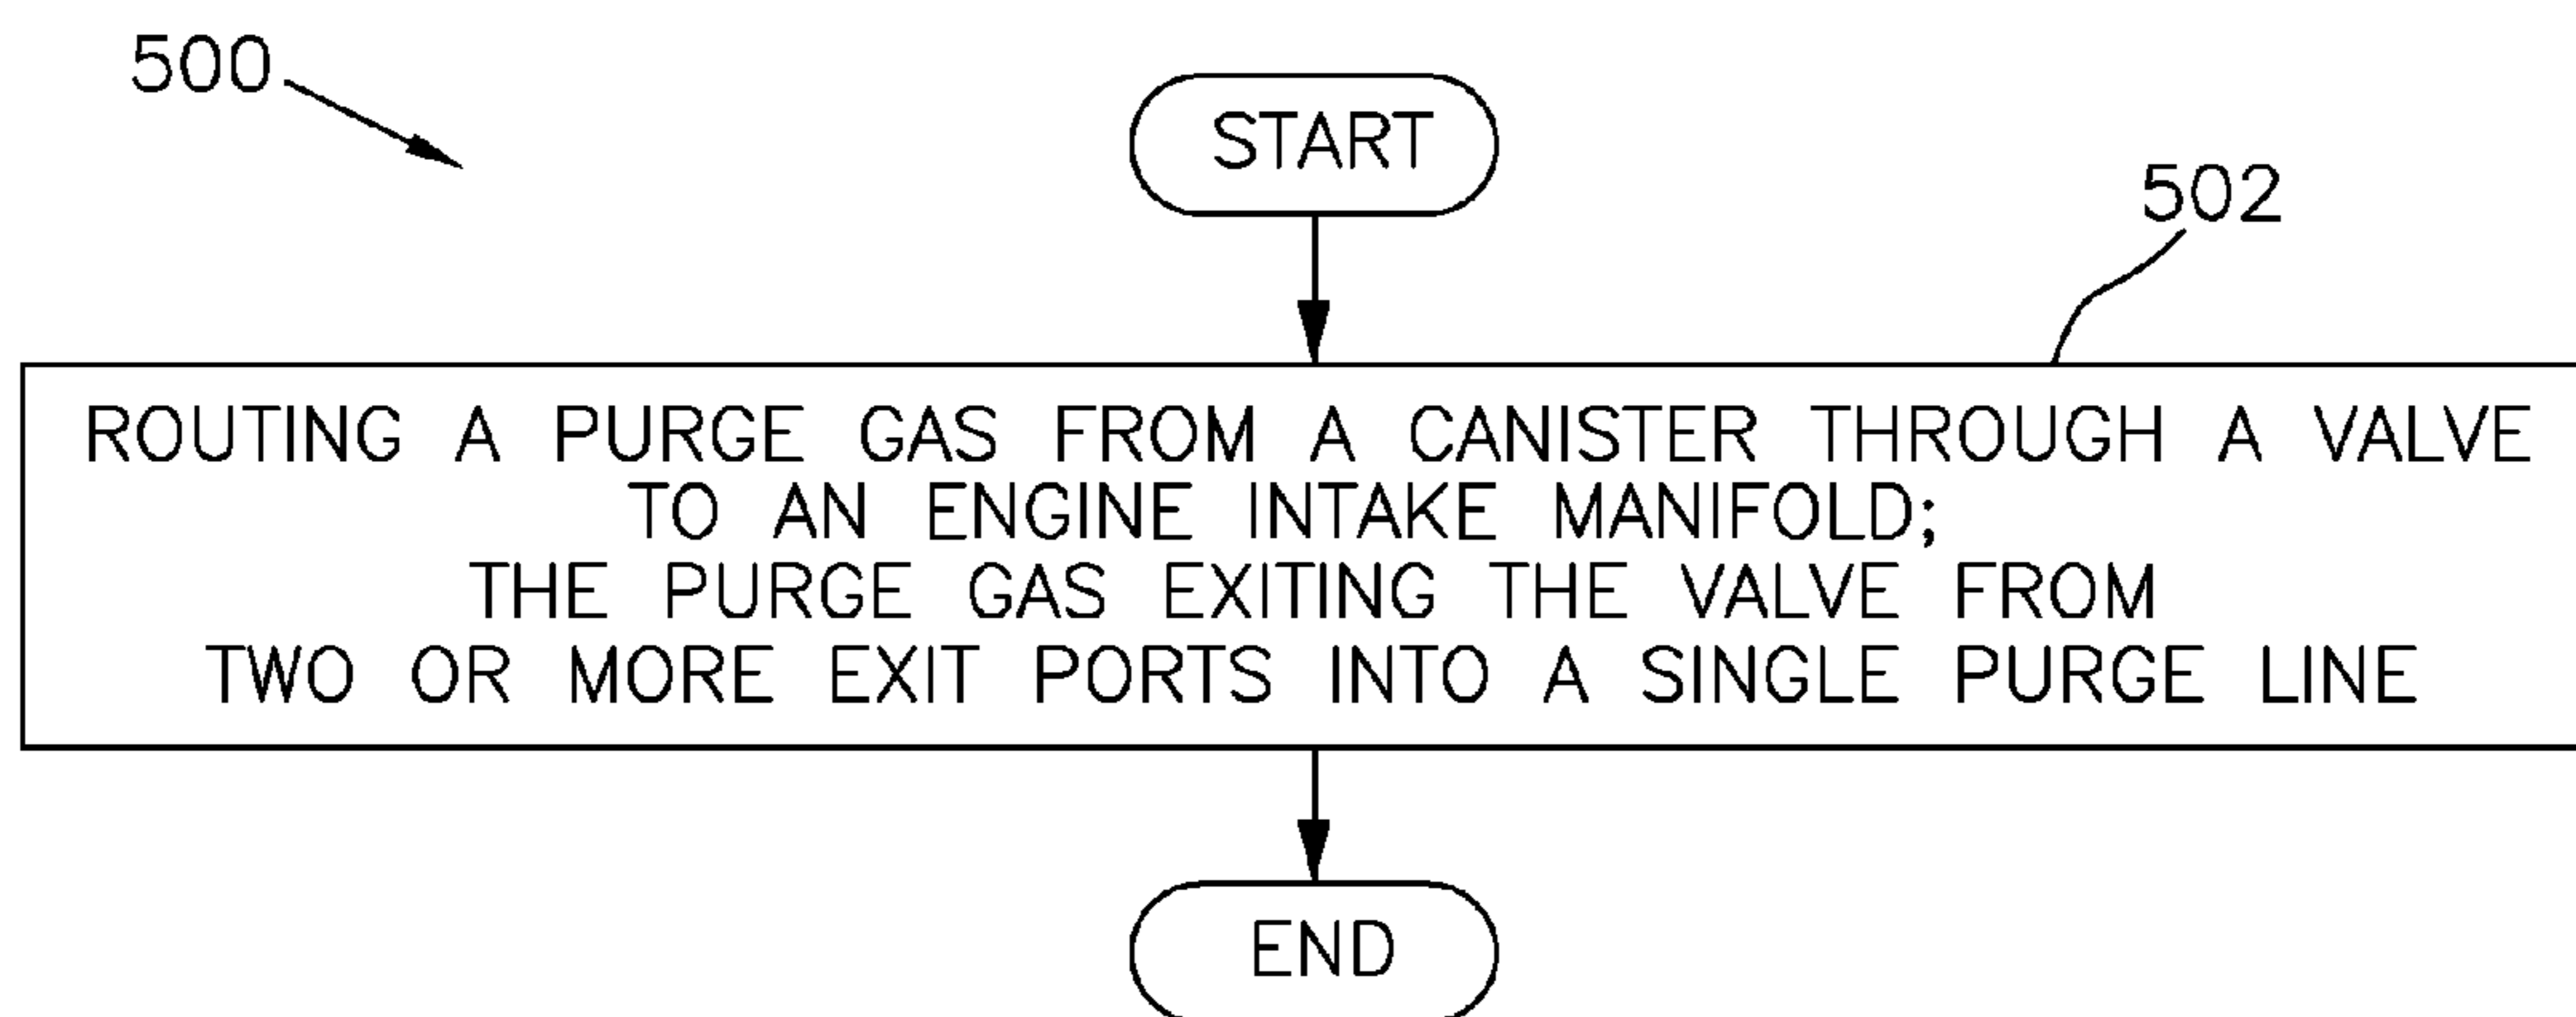 500
START
502
ROUTING A PURGE GAS FROM A CANISTER THROUGH A VALVE
TO AN ENGINE INTAKE MANIFOLD;
THE PURGE GAS EXITING THE VALVE FROM
TWO OR MORE EXIT PORTS INTO A SINGLE PURGE LINE
END